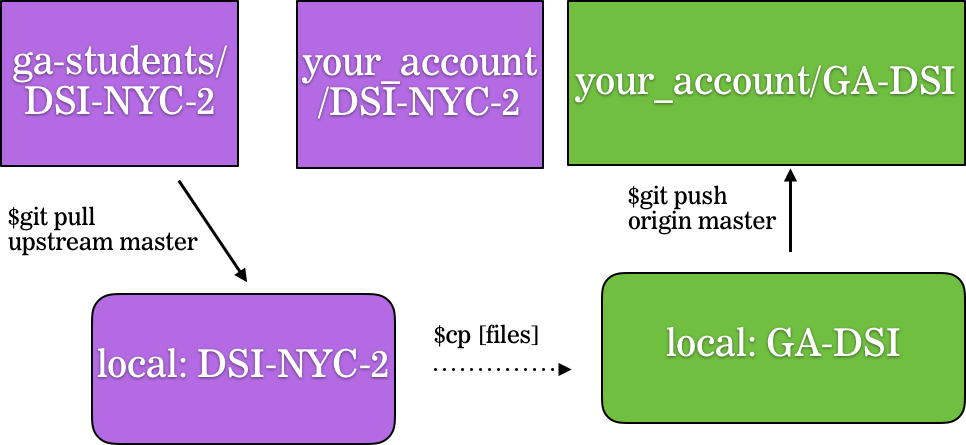 ga-students/
DSI-NYC-2
your_account
/DSI-NYC-2
your_account/GA-DSI
$git pull
upstream master
$git push
origin master
local: DSI-NYC-2
$cp [files]
local: GA-DSI